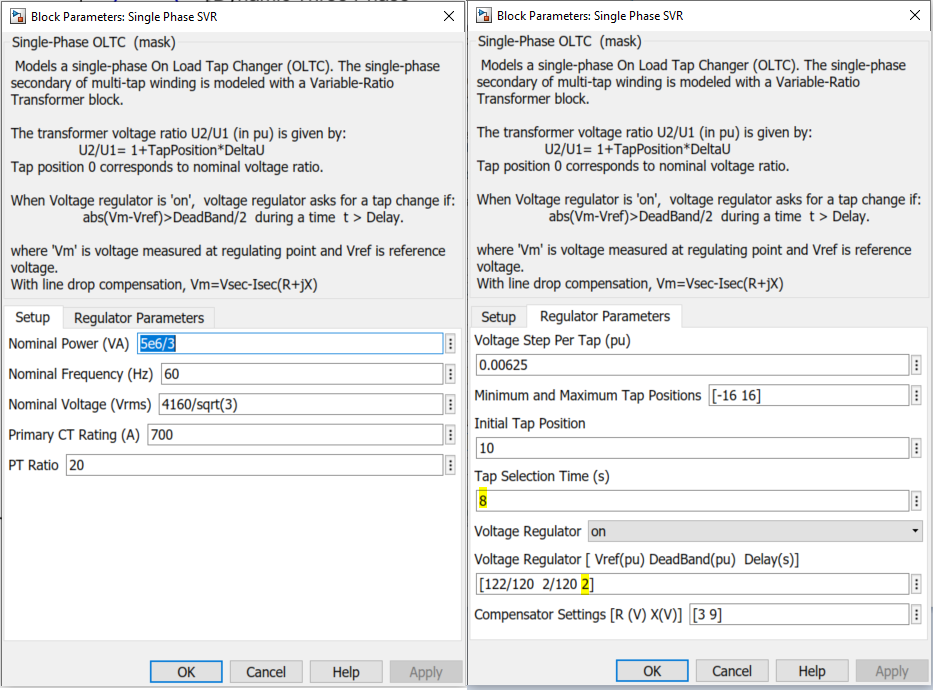 Block Parameters: Single Phase SVR
Single-Phase OLTC (mask)
Models a single-phase On Load Tap Changer (OLTC). The single-phase
secondary of multi-tap winding is modeled with a Variable-Ratio
Transformer block.
The transformer voltage ratio U2/U1 (in pu) is given by:
U2/U1= 1+TapPosition*DeltaU
Tap position 0 corresponds to nominal voltage ratio.
When Voltage regulator is 'on', voltage regulator asks for a tap change if:
abs(Vm-Vref)>DeadBand/2 during a time t > Delay.
where 'Vm' is voltage measured at regulating point and Vref is reference
voltage.
With line drop compensation, Vm=Vsec-Isec(R+jX)
Setup Regulator Parameters
Nominal Power (VA) 5e6/3
Nominal Frequency (Hz) 60
Nominal Voltage (Vrms) 4160/sqrt(3)
Primary CT Rating (A) 700
PT Ratio 20
OK Cancel Help Apply
Block Parameters: Single Phase SVR
Single-Phase OLTC (mask)
Models a single-phase On Load Tap Changer (OLTC). The single-phase
secondary of multi-tap winding is modeled with a Variable-Ratio
Transformer block.
The transformer voltage ratio U2/U1 (in pu) is given by:
U2/U1= 1+TapPosition*DeltaU
Tap position 0 corresponds to nominal voltage ratio.
When Voltage regulator is 'on', voltage regulator asks for a tap change if:
abs(Vm-Vref)>DeadBand/2 during a time t > Delay.
where 'Vm' is voltage measured at regulating point and Vref is reference
voltage.
With line drop compensation, Vm=Vsec-Isec(R+jX)
Setup Regulator Parameters
Voltage Step Per Tap (pu)
0.00625
Minimum and Maximum Tap Positions [-16 16]
Initial Tap Position
10
Tap Selection Time (s)
8
Voltage Regulator on
Voltage Regulator [ Vref(pu) DeadBand(pu) Delay(s)]
[122/120 2/120 2]
Compensator Settings [R (V) X(V)] [3 9]
OK Cancel Help Apply